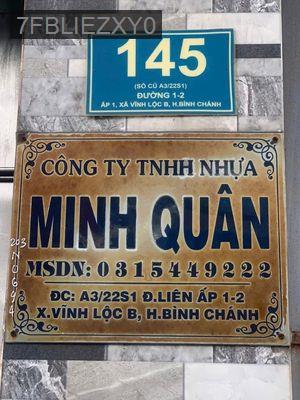 7FBLIEZXY0
145
(SỐ CŨ A3/22S1)
ĐƯỜNG 1-2
ẤP 1, XÃ VĨNH LỘC B, H.BÌNH CHÁNH
CÔNG TY TNHH NHỰA
MINH QUÂN
MSDN: 0315449222
ĐC: A3/22S1 Đ.LIÊN ẤP 1-2
X.VĨNH LỘC B, H.BÌNH CHÁNH